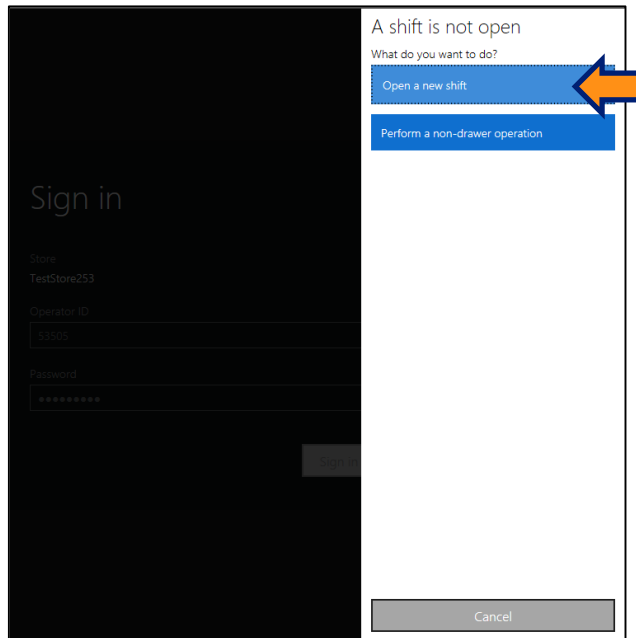 A shift is not open
What do you want to do?
Open a new shift
Perform a non-drawer operation
Sign in
Store
TestStore253
Operator ID
53505
Password
●●●●●●●●●
Sign in
Cancel